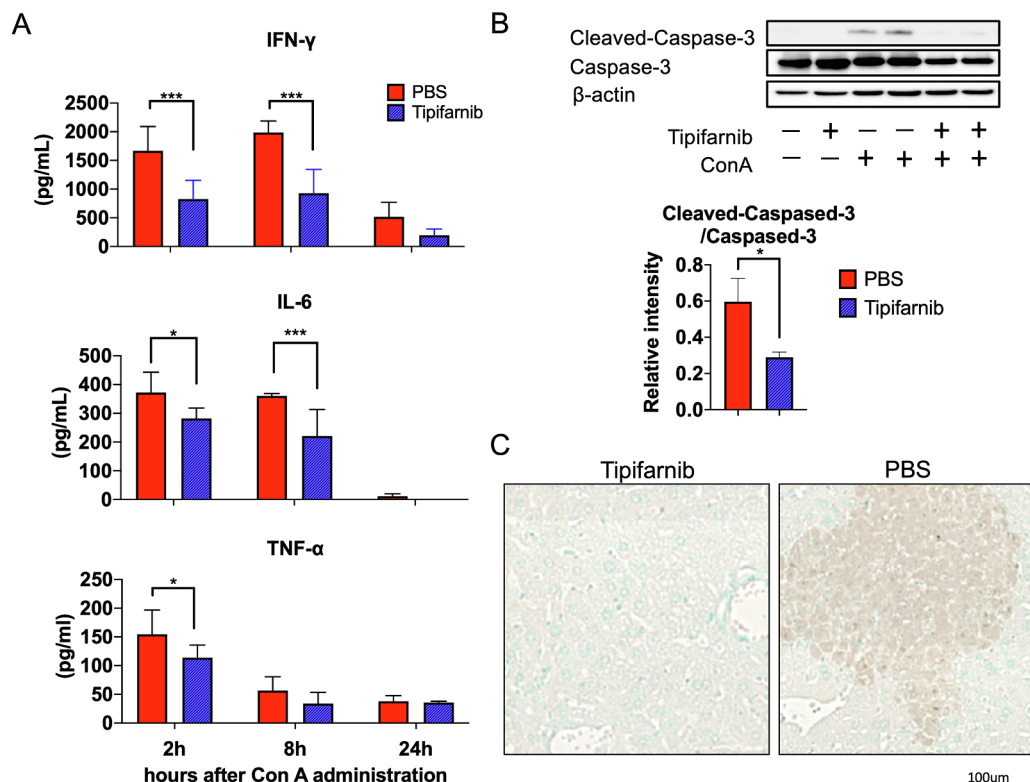 A
IFN-γ
PBS
Tipifarnib
***
***
(pg/mL)
2500
2000
1500
1000
500
0
IL-6
*
***
(pg/mL)
500
400
300
200
100
0
TNF-α
*
(pg/ml)
250
200
150
100
50
0
2h 8h 24h
hours after Con A administration
B
Cleaved-Caspase-3
Caspase-3
β-actin
Tipifarnib — + — — + +
ConA — — + + + +
Cleaved-Caspased-3
/Caspased-3
*
Relative intensity
0.8
0.6
0.4
0.2
0.0
PBS
Tipifarnib
C
Tipifarnib PBS
100um